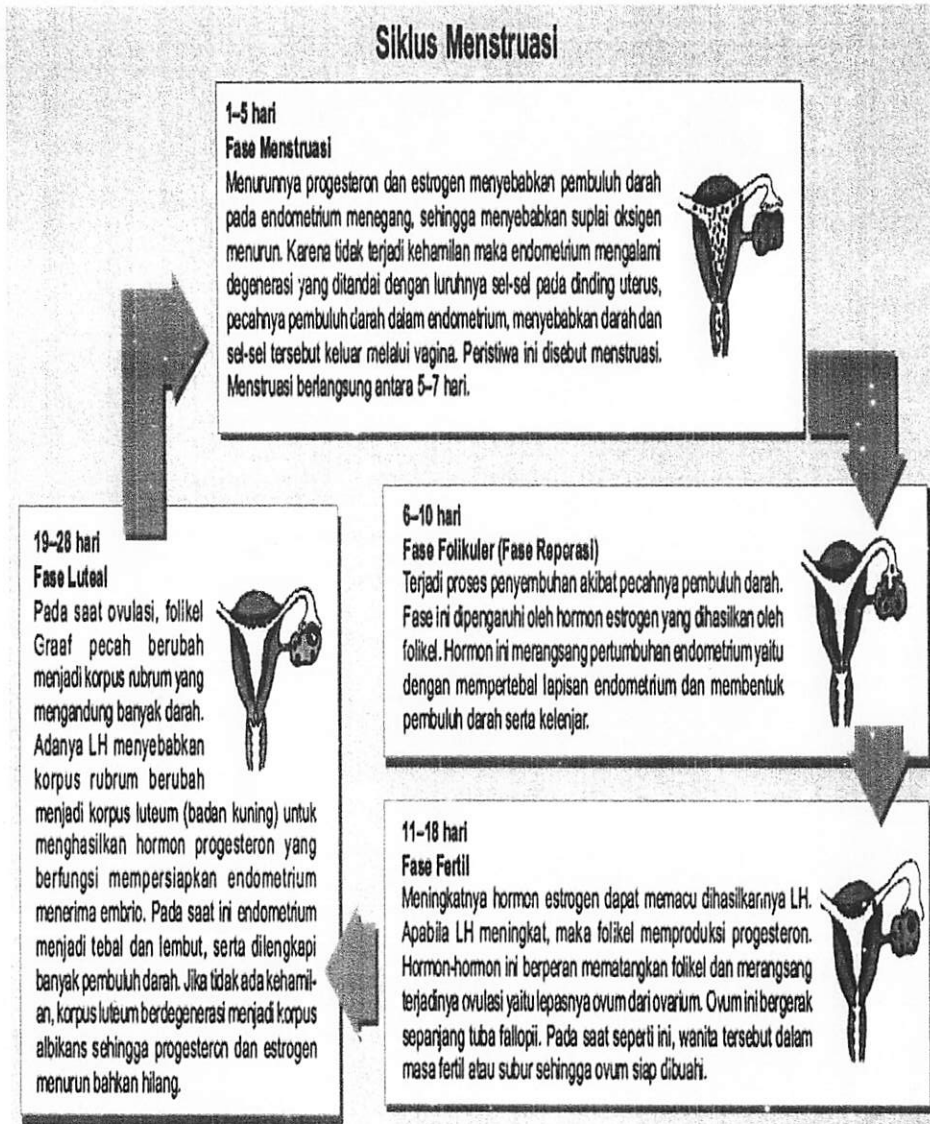 Siklus Menstruasi
1–5 hari
Fase Menstruasi
Menurunnya progesteron dan estrogen menyebabkan pembuluh darah
pada endometrium menegang, sehingga menyebabkan suplai oksigen
menurun. Karena tidak terjadi kehamilan maka endometrium mengalami
degenerasi yang ditandai dengan luruhnya sel-sel pada dinding uterus,
pecahnya pembuluh darah dalam endometrium, menyebabkan darah dan
sel-sel tersebut keluar melalui vagina. Peristiwa ini disebut menstruasi.
Menstruasi berlangsung antara 5–7 hari.
6–10 hari
Fase Folikuler (Fase Reparasi)
Terjadi proses penyembuhan akibat pecahnya pembuluh darah.
Fase ini dipengaruhi oleh hormon estrogen yang dihasilkan oleh
folikel. Hormon ini merangsang pertumbuhan endometrium yaitu
dengan mempertebal lapisan endometrium dan membentuk
pembuluh darah serta kelenjar.
11–18 hari
Fase Fertil
Meningkatnya hormon estrogen dapat memacu dihasilkannya LH.
Apabila LH meningkat, maka folikel memproduksi progesteron.
Hormon-hormon ini berperan mematangkan folikel dan merangsang
terjadinya ovulasi yaitu lepasnya ovum dari ovarium. Ovum ini bergerak
sepanjang tuba fallopii. Pada saat seperti ini, wanita tersebut dalam
masa fertil atau subur sehingga ovum siap dibuahi.
19–28 hari
Fase Luteal
Pada saat ovulasi, folikel
Graaf pecah berubah
menjadi korpus rubrum yang
mengandung banyak darah.
Adanya LH menyebabkan
korpus rubrum berubah
menjadi korpus luteum (badan kuning) untuk
menghasilkan hormon progesteron yang
berfungsi mempersiapkan endometrium
menerima embrio. Pada saat ini endometrium
menjadi tebal dan lembut, serta dilengkapi
banyak pembuluh darah. Jika tidak ada kehamil-
an, korpus luteum berdegenerasi menjadi korpus
albikans sehingga progesteron dan estrogen
menurun bahkan hilang.